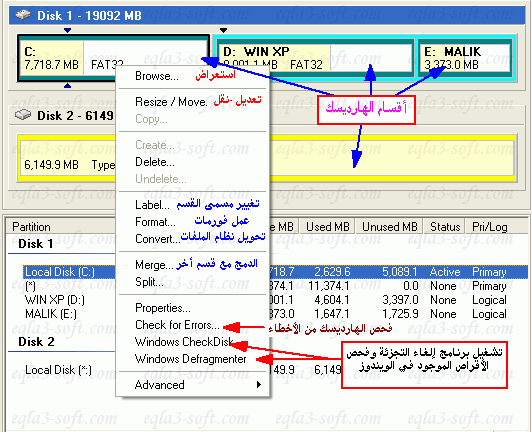 Disk 1 - 19092 MB
C:
7,718.7 MB FAT32
D: WIN XP
8,001.1 MB FAT32
E: MALIK
3,373.0 MB
أقسام الهارديسك
Disk 2 - 6149
6,149.9 MB Type
Browse... استعراض
Resize / Move. تعديل -نقل
Copy...
Create...
Delete...
Undelete...
Label... تغيير مسمى القسم
Format... عمل فورمات
Convert... تحويل نظام الملفات
Merge... الدمج مع قسم أخر
Split...
Properties...
Check for Errors... فحص الهارديسك من الأخطاء
Windows CheckDisk
Windows Defragmenter
تشغيل برنامج إلغاء التجزئة وفحص
الأقراص الموجود في الويندوز
Advanced
Partition MB Used MB Unused MB Status Pri/Log
Disk 1
Local Disk (C:) 718.7 2,629.6 5,089.1 Active Primary
(*) 374.1 11,374.1 0.0 None Primary
WIN XP (D:) 001.1 4,604.1 3,397.0 None Logical
MALIK (E:) 373.0 1,647.1 1,725.9 None Logical
Disk 2
Local Disk (*:) 149.9 6,149
eqla3-soft.com